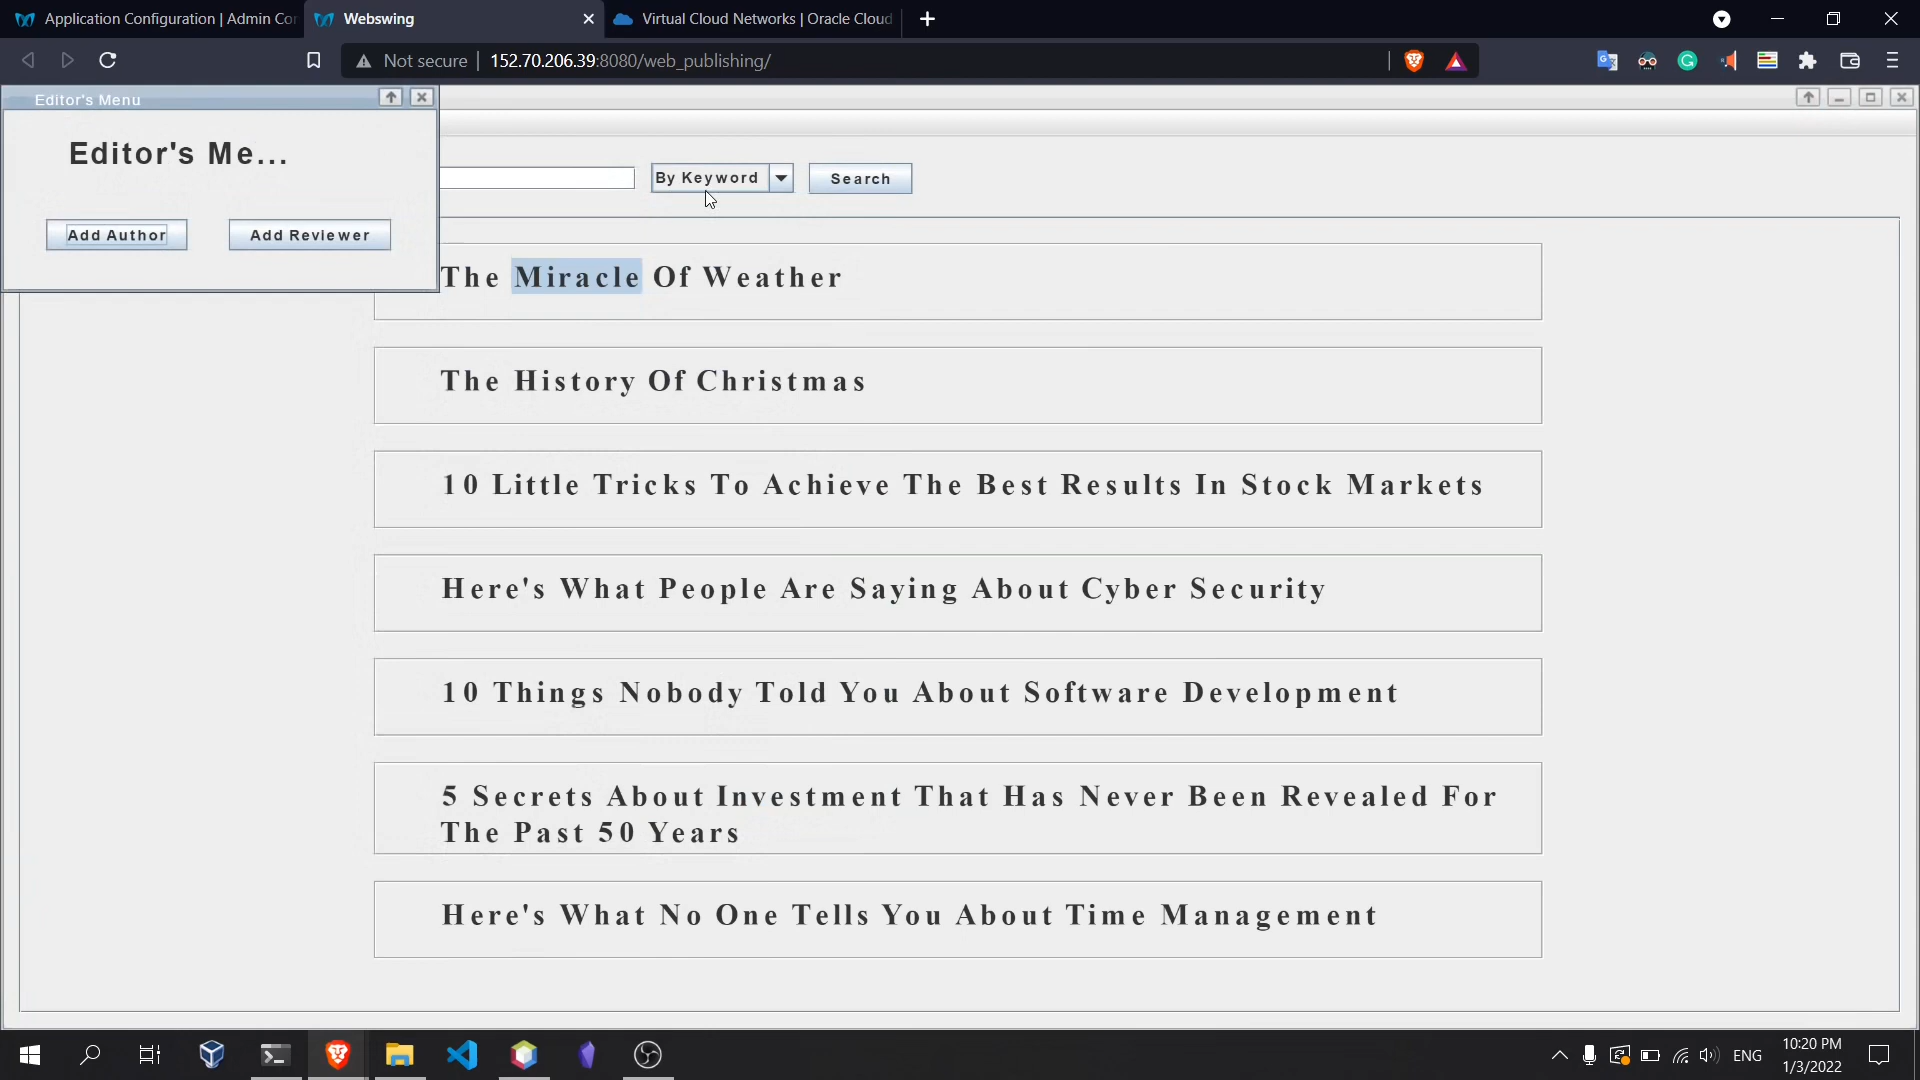 Application Configuration | Admin Co
Webswing
Virtual Cloud Networks | Oracle Cloud
Not secure
152.70.206.39:8080/web_publishing/
Editor's Menu
Editor's Me...
By Keyword
Search
Add Author
Add Reviewer
The Miracle Of Weather
The History Of Christmas
10 Little Tricks To Achieve The Best Results In Stock Markets
Here's What People Are Saying About Cyber Security
10 Things Nobody Told You About Software Development
5 Secrets About Investment That Has Never Been Revealed For
The Past 50 Years
Here's What No One Tells You About Time Management
ENG
10:20 PM
1/3/2022